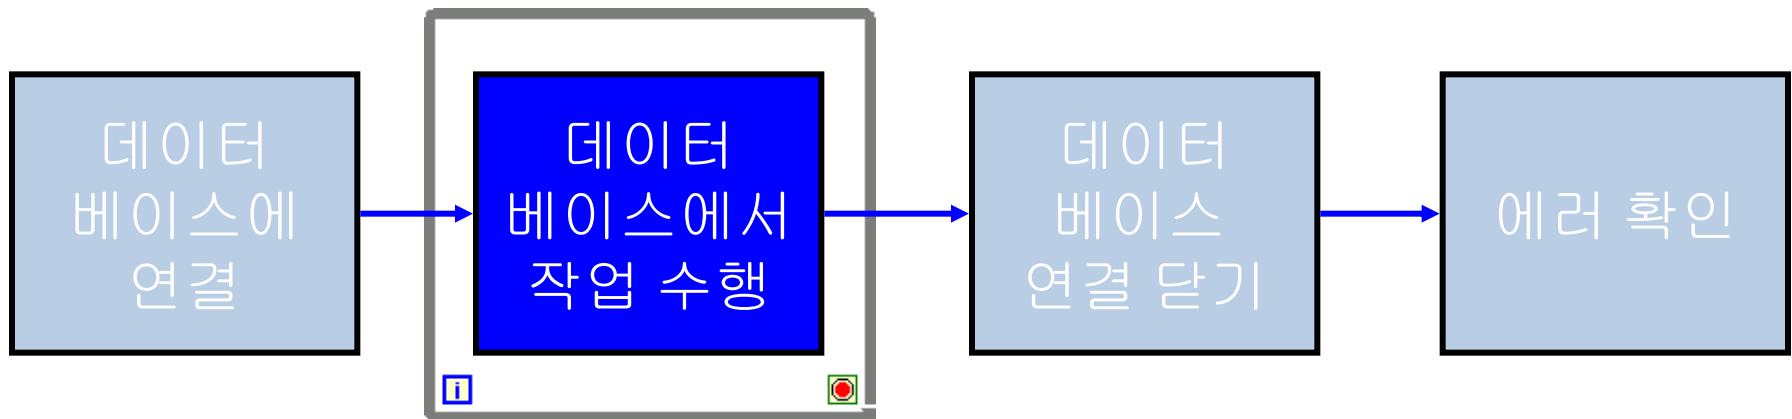 데이터
베이스에
연결
데이터
베이스에서
작업 수행
i
데이터
베이스
연결 닫기
에러 확인